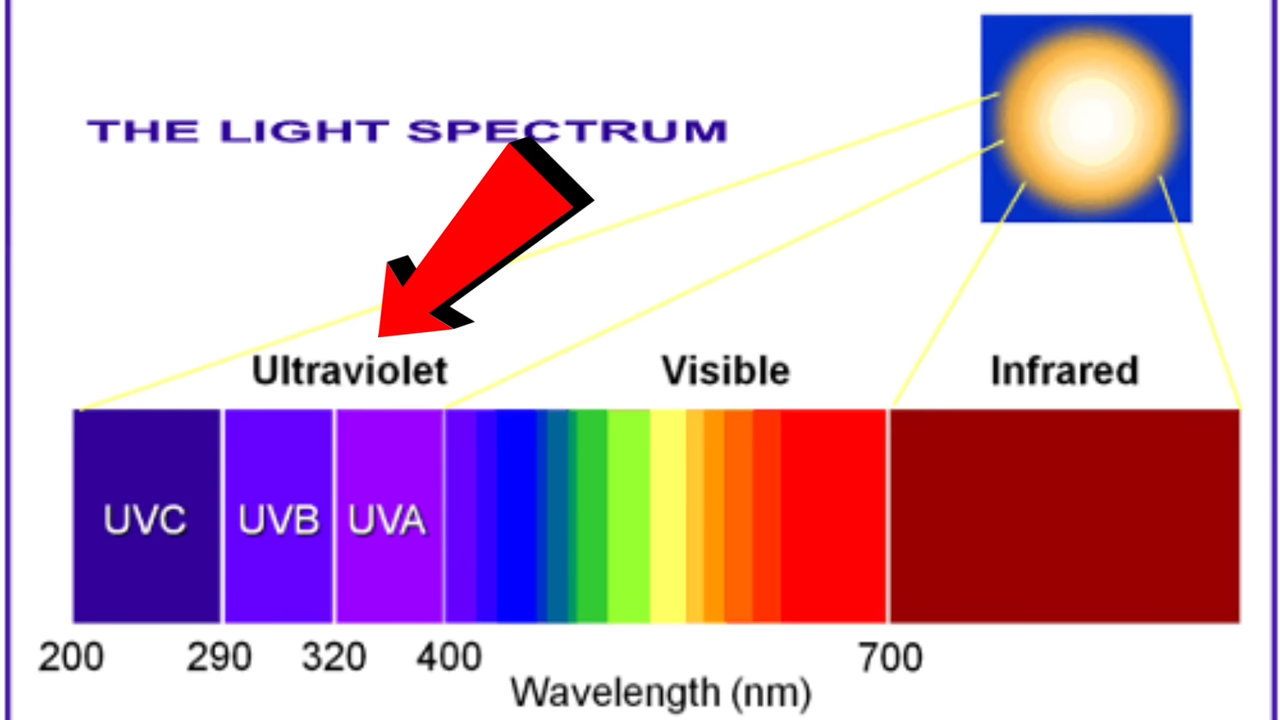 THE LIGHT SPECTRUM
Ultraviolet Visible Infrared
UVC UVB UVA
200 290 320 400 700
Wavelength (nm)